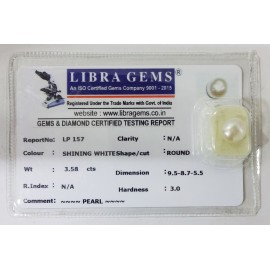 LIBRA GEMS®
An ISO Certified Gems Company 9001 - 2015
Registered Under the Trade Marks with Govt. of India
website : www.libragems.co.in
GEMS & DIAMOND CERTIFIED TESTING REPORT
ReportNo: LP 157 Clarity : N/A
Colour : SHINING WHITE Shape/cut : ROUND
Wt : 3.58 cts Dimension : 9.5-8.7-5.5
R.Index : N/A Hardness : 3.0
Comment : ~~~~ PEARL ~~~~